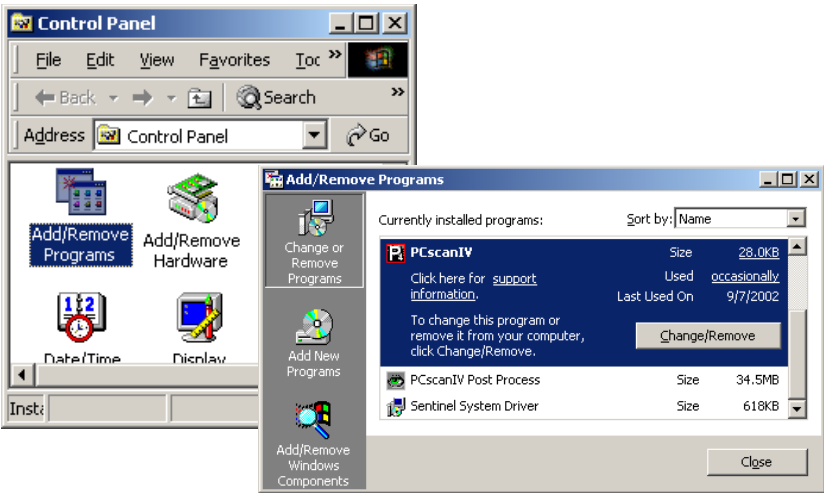 Control Panel
File Edit View Favorites Toc »
Back Search »
Address Control Panel Go
Add/Remove
Programs
Add/Remove
Hardware
Date/Time
Display
Insta
Add/Remove Programs
Change or
Remove
Programs
Add New
Programs
Add/Remove
Windows
Components
Currently installed programs:
Sort by: Name
PCscanIV Size 28.0KB
Click here for support
information.
Used occasionally
Last Used On 9/7/2002
To change this program or
remove it from your computer,
click Change/Remove.
Change/Remove
PCscanIV Post Process Size 34.5MB
Sentinel System Driver Size 618KB
Close